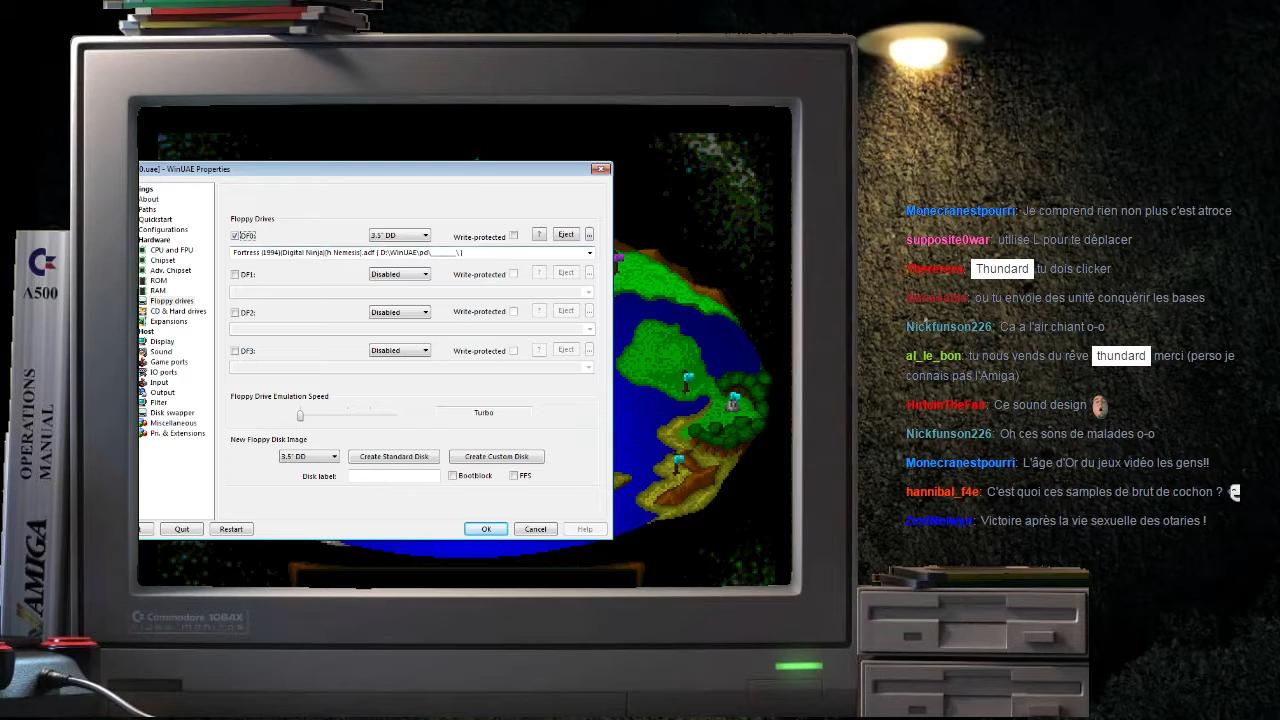 0.uae] - WinUAE Properties
ings
About
Paths
Quickstart
Configurations
Hardware
CPU and FPU
Chipset
Adv. Chipset
ROM
RAM
Floppy drives
CD & Hard drives
Expansions
Host
Display
Sound
Game ports
IO ports
Input
Output
Filter
Disk swapper
Miscellaneous
Pri. & Extensions
Floppy Drives
DF0: 3.5" DD Write-protected ? Eject ...
Fortress (1994)(Digital Ninja)(h Nemesis).adf
DF1: Disabled Write-protected ? Eject ...
DF2: Disabled Write-protected ? Eject ...
DF3: Disabled Write-protected ? Eject ...
Floppy Drive Emulation Speed
Turbo
New Floppy Disk Image
3.5" DD Create Standard Disk Create Custom Disk
Disk label: Bootblock FFS
Quit Restart OK Cancel Help
A500
OPERATIONS
MANUAL
AMIGA
Commodore 1084X
Monecranestpourri: Je comprend rien non plus c'est atroce
supposite0war: utilise L pour te déplacer
Thundard tu dois clicker
ou tu envoie des unité conquérir les bases
Nickfunson226: Ca a l'air chiant o-o
al_le_bon: tu nous vends du rêve thundard merci (perso je
connais pas l'Amiga)
Ce sound design
Nickfunson226: Oh ces sons de malades o-o
Monecranestpourri: L'âge d'Or du jeux vidéo les gens!!
hannibal_f4e: C'est quoi ces samples de brut de cochon ?
Victoire après la vie sexuelle des otaries !